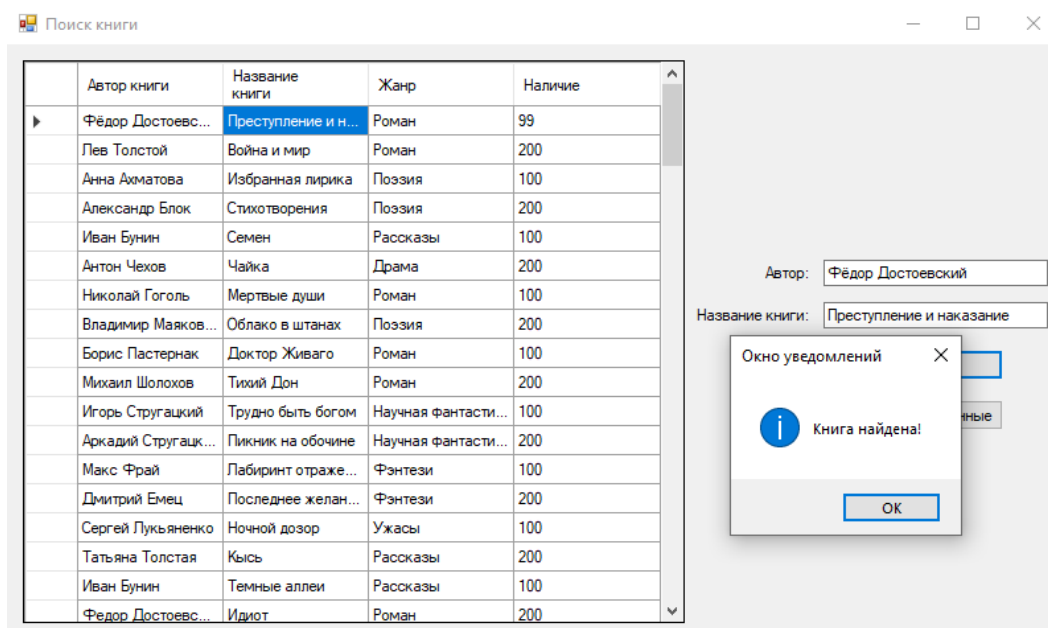 Поиск книги
Автор книги Название книги Жанр Наличие
Фёдор Достоевс... Преступление и н... Роман 99
Лев Толстой Война и мир Роман 200
Анна Ахматова Избранная лирика Поэзия 100
Александр Блок Стихотворения Поэзия 200
Иван Бунин Семен Рассказы 100
Антон Чехов Чайка Драма 200
Николай Гоголь Мертвые души Роман 100
Владимир Маяков... Облако в штанах Поэзия 200
Борис Пастернак Доктор Живаго Роман 100
Михаил Шолохов Тихий Дон Роман 200
Игорь Стругацкий Трудно быть богом Научная фантасти... 100
Аркадий Стругацк... Пикник на обочине Научная фантасти... 200
Макс Фрай Лабиринт отраже... Фэнтези 100
Дмитрий Емец Последнее желан... Фэнтези 200
Сергей Лукьяненко Ночной дозор Ужасы 100
Татьяна Толстая Кысь Рассказы 200
Иван Бунин Темные аллеи Рассказы 100
Федор Достоевс... Идиот Роман 200
Автор: Фёдор Достоевский
Название книги: Преступление и наказание
Окно уведомлений
Книга найдена!
OK